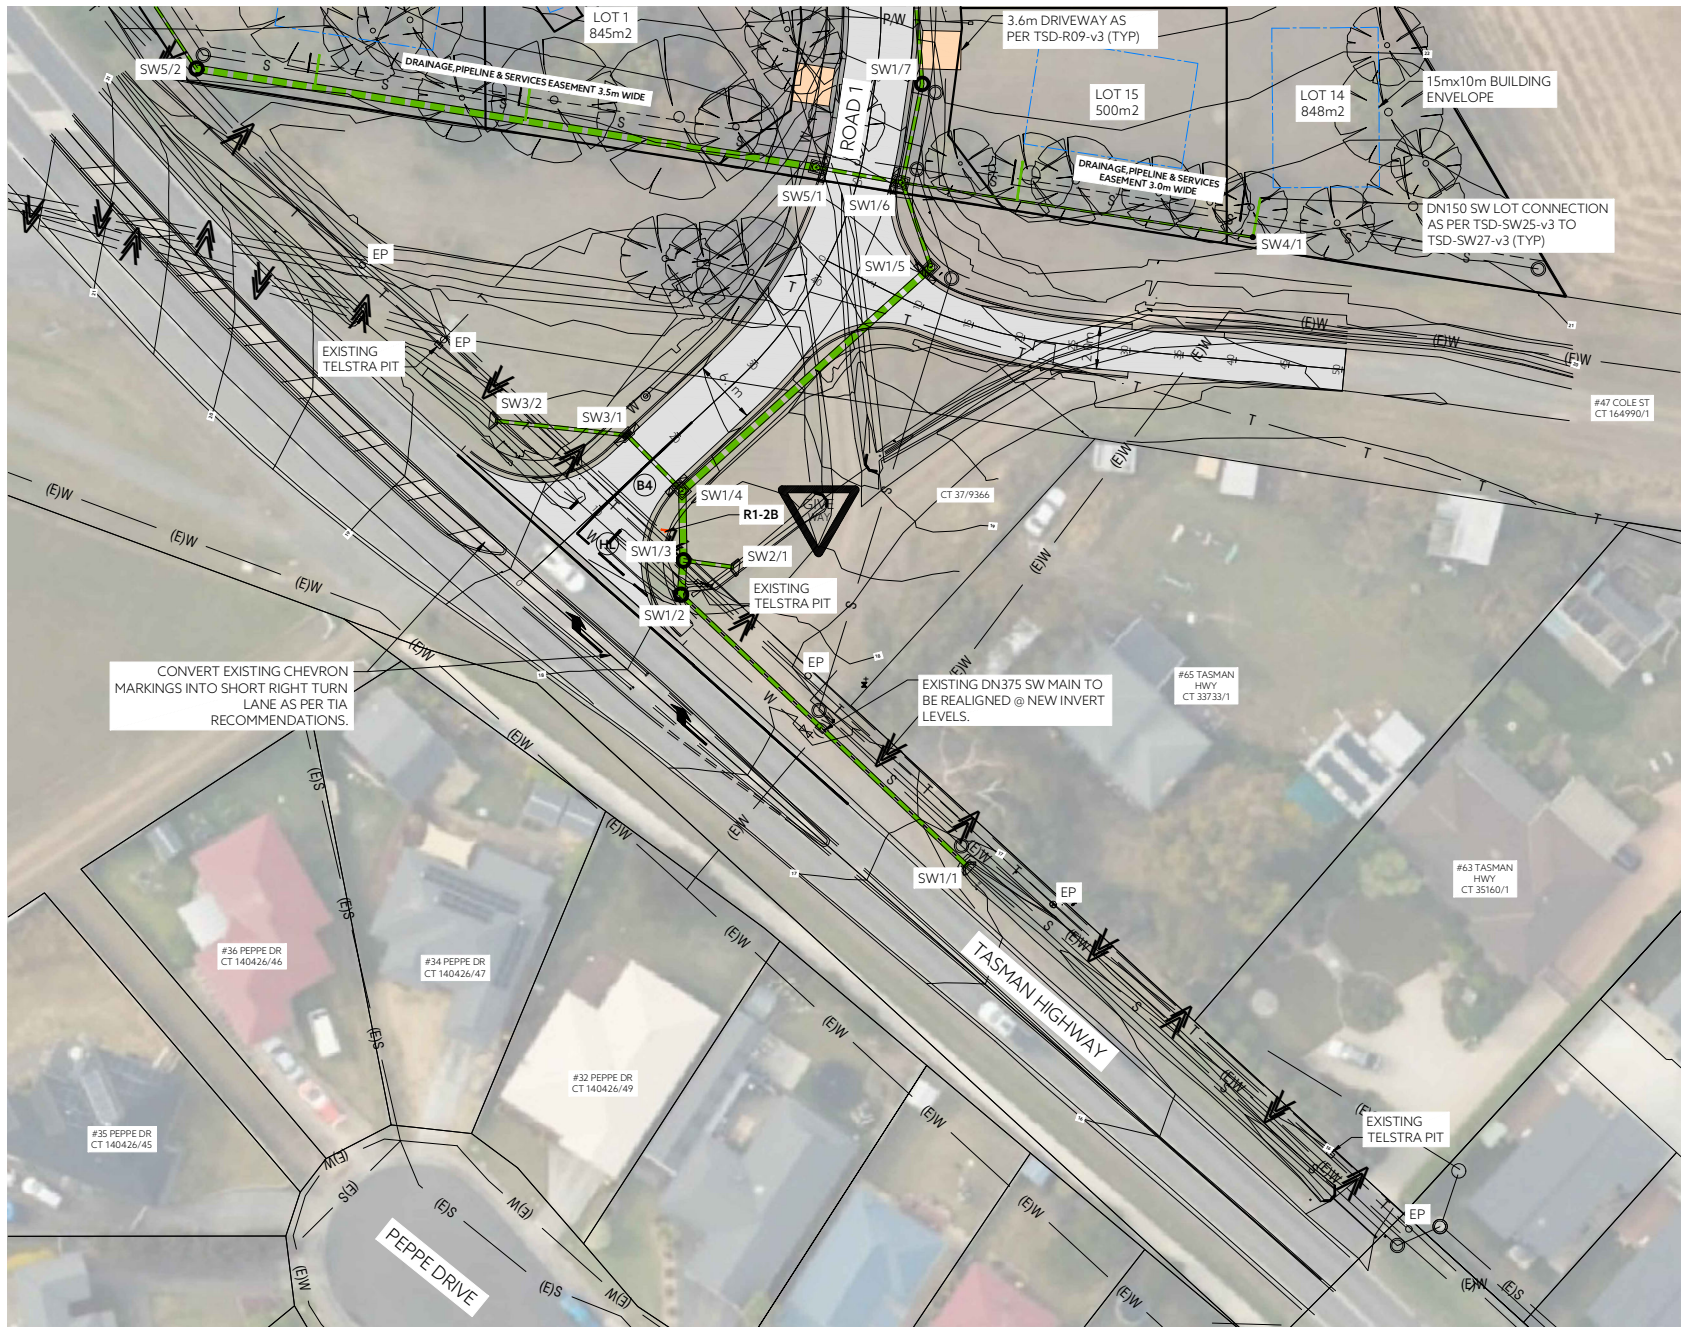 LOT 1
845m2
R/W
3.6m DRIVEWAY AS
PER TSD-R09-v3 (TYP)
SW5/2
DRAINAGE,PIPELINE & SERVICES EASEMENT 3.5m WIDE
SW1/7
ROAD 1
LOT 15
500m2
LOT 14
848m2
15mx10m BUILDING
ENVELOPE
DRAINAGE,PIPELINE & SERVICES
EASEMENT 3.0m WIDE
SW5/1
SW1/6
DN150 SW LOT CONNECTION
AS PER TSD-SW25-v3 TO
TSD-SW27-v3 (TYP)
SW4/1
EP
SW1/5
EP
EXISTING
TELSTRA PIT
(E)W
(E)W
(E)W
(E)W
SW3/2
SW3/1
#47 COLE ST
CT 164990/1
(E)W
(E)W
B4
SW1/4
R1-2B
GIVE
WAY
CT 37/9366
HL
SW1/3
SW2/1
(E)W
(E)W
(E)W
EXISTING
TELSTRA PIT
SW1/2
(E)W
EP
(E)W
CONVERT EXISTING CHEVRON
MARKINGS INTO SHORT RIGHT TURN
LANE AS PER TIA
RECOMMENDATIONS.
EXISTING DN375 SW MAIN TO
BE REALIGNED @ NEW INVERT
LEVELS.
#65 TASMAN
HWY
CT 33733/1
(E)W
(E)S
(E)W
(E)W
(E)W
SW1/1
EP
#63 TASMAN
HWY
CT 35160/1
(E)S
(E)W
(E)W
#36 PEPPE DR
CT 140426/46
#34 PEPPE DR
CT 140426/47
TASMAN HIGHWAY
(E)S
(E)W
#32 PEPPE DR
CT 140426/49
(E)W
(E)W
#35 PEPPE DR
CT 140426/45
EXISTING
TELSTRA PIT
(E)W
(E)W
(E)S
(E)S
(E)W
(E)W
EP
PEPPE DRIVE
(E)W
(E)S
(E)W
(E)W
(E)W
(E)S